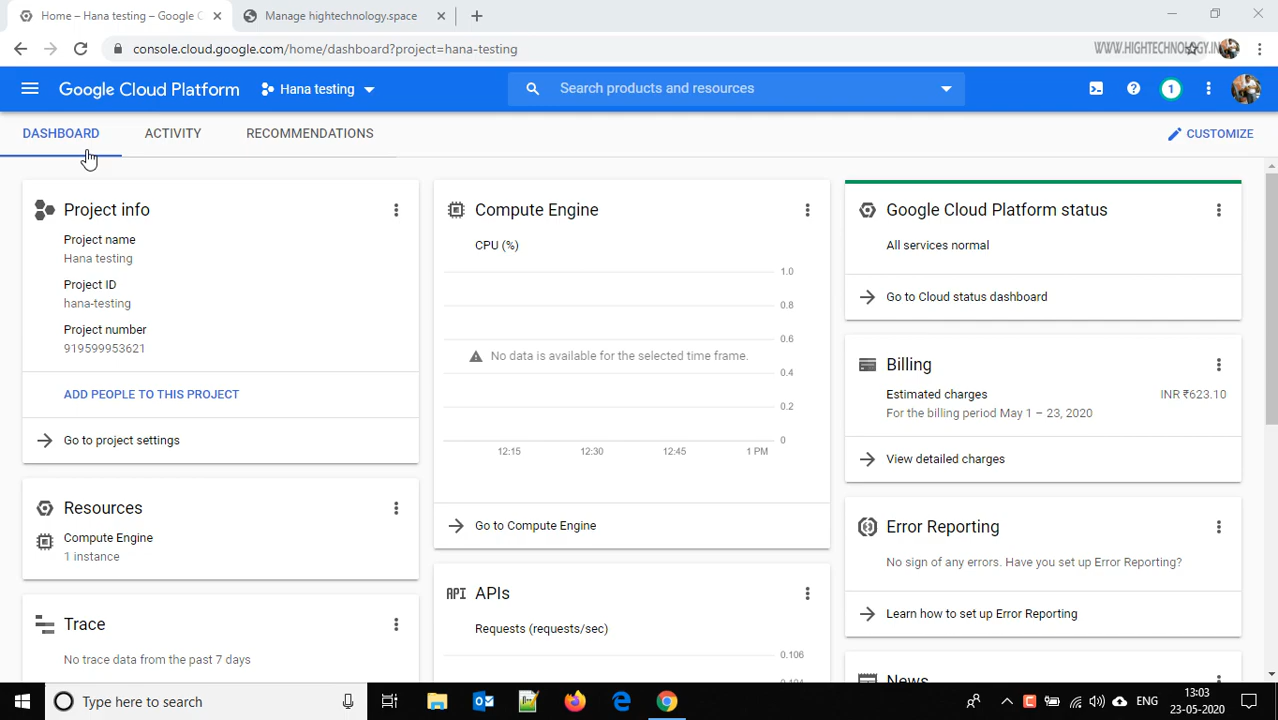 Home – Hana testing – Google C
Manage hightechnology.space
console.cloud.google.com/home/dashboard?project=hana-testing
WWW.HIGHTECHNOLOGY.IN
Google Cloud Platform
Hana testing
Search products and resources
1
DASHBOARD
ACTIVITY
RECOMMENDATIONS
CUSTOMIZE
Project info
Project name
Hana testing
Project ID
hana-testing
Project number
919599953621
ADD PEOPLE TO THIS PROJECT
Go to project settings
Resources
Compute Engine
1 instance
Trace
No trace data from the past 7 days
Compute Engine
CPU (%)
1.0
0.8
0.6
No data is available for the selected time frame.
0.4
0.2
0
12:15 12:30 12:45 1 PM
Go to Compute Engine
API APIs
Requests (requests/sec)
0.106
0.104
Google Cloud Platform status
All services normal
Go to Cloud status dashboard
Billing
Estimated charges INR ₹623.10
For the billing period May 1 – 23, 2020
View detailed charges
Error Reporting
No sign of any errors. Have you set up Error Reporting?
Learn how to set up Error Reporting
News
Type here to search
ENG
13:03
23-05-2020